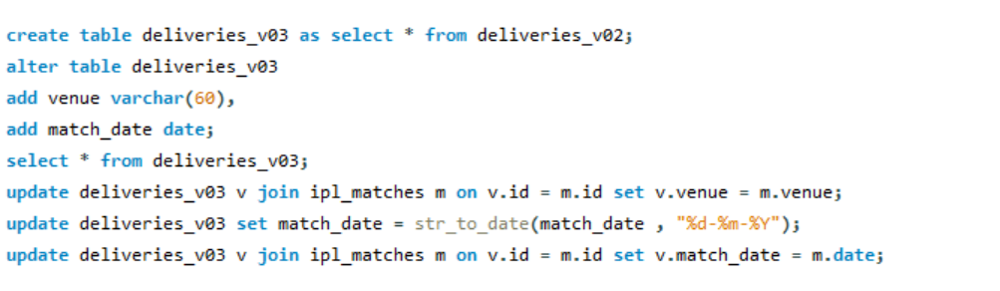 create table deliveries_v03 as select * from deliveries_v02;
alter table deliveries_v03
add venue varchar(60),
add match_date date;
select * from deliveries_v03;
update deliveries_v03 v join ipl_matches m on v.id = m.id set v.venue = m.venue;
update deliveries_v03 set match_date = str_to_date(match_date , "%d-%m-%Y");
update deliveries_v03 v join ipl_matches m on v.id = m.id set v.match_date = m.date;